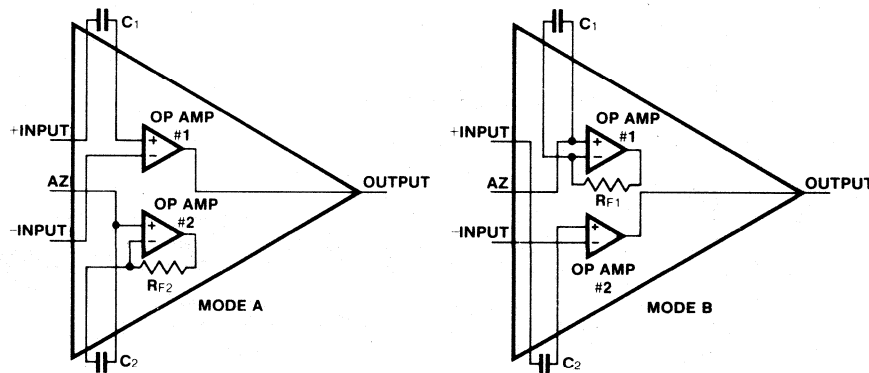 C1
OP AMP
#1
+INPUT
AZ
OP AMP
#2
-INPUT
OUTPUT
RF2
MODE A
C2
C1
OP AMP
#1
+INPUT
AZ
RF1
OUTPUT
-INPUT
OP AMP
#2
MODE B
C2